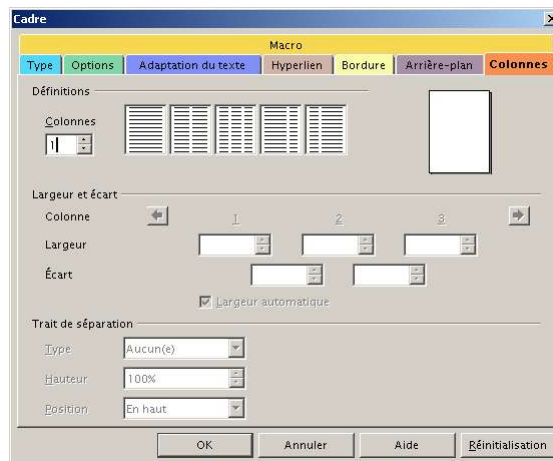 Cadre
Macro
Type Options Adaptation du texte Hyperlien Bordure Arrière-plan Colonnes
Définitions
Colonnes
1
Largeur et écart
Colonne 1 2 3
Largeur
Écart
Largeur automatique
Trait de séparation
Type Aucun(e)
Hauteur 100%
Position En haut
OK Annuler Aide Réinitialisation